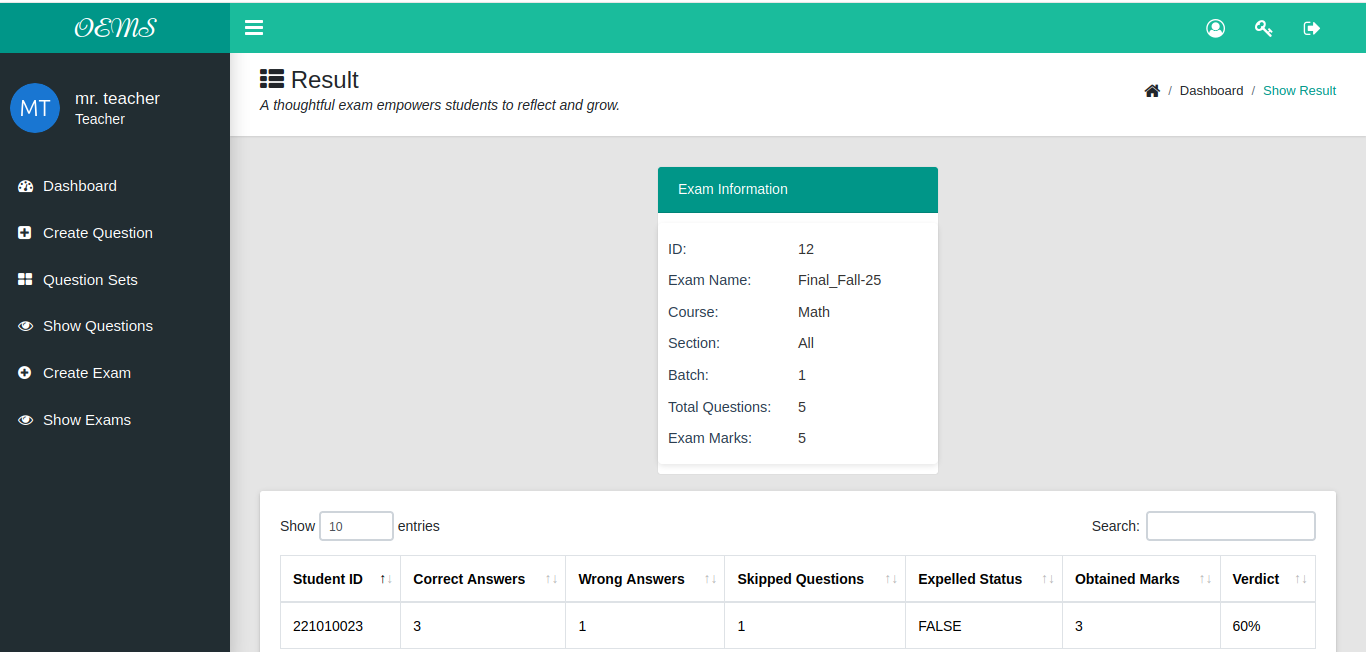 OEMS
mr. teacher
MT
Teacher
Dashboard
Create Question
Question Sets
Show Questions
Create Exam
Show Exams
Result
A thoughtful exam empowers students to reflect and grow.
/ Dashboard / Show Result
Exam Information
ID: 12
Exam Name: Final_Fall-25
Course: Math
Section: All
Batch: 1
Total Questions: 5
Exam Marks: 5
Show 10 entries
Search:
Student ID Correct Answers Wrong Answers Skipped Questions Expelled Status Obtained Marks Verdict
221010023 3 1 1 FALSE 3 60%